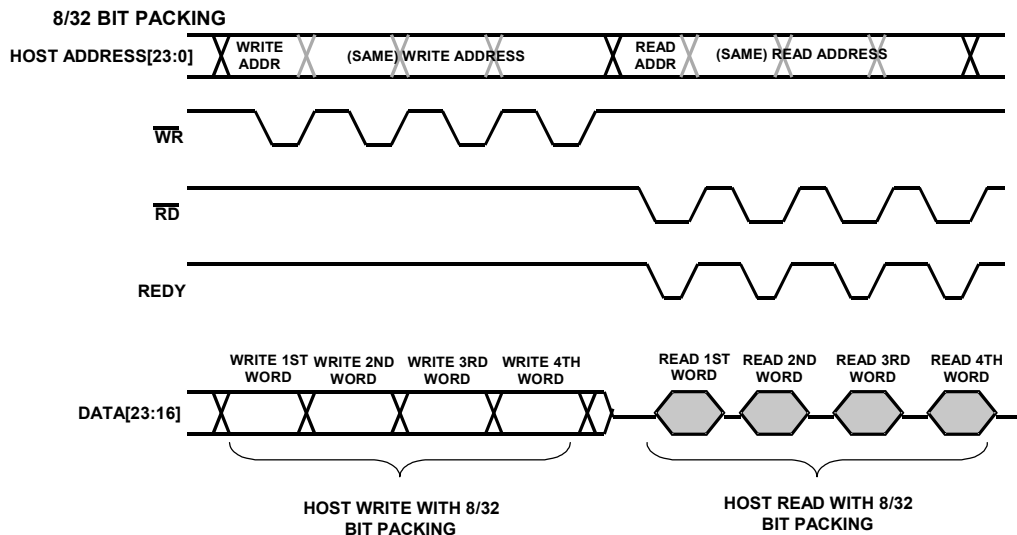 8/32 BIT PACKING
HOST ADDRESS[23:0]
WRITE
ADDR
(SAME) WRITE ADDRESS
READ
ADDR
(SAME) READ ADDRESS
WR
RD
REDY
WRITE 1ST
WORD
WRITE 2ND
WORD
WRITE 3RD
WORD
WRITE 4TH
WORD
READ 1ST
WORD
READ 2ND
WORD
READ 3RD
WORD
READ 4TH
WORD
DATA[23:16]
HOST WRITE WITH 8/32
BIT PACKING
HOST READ WITH 8/32
BIT PACKING